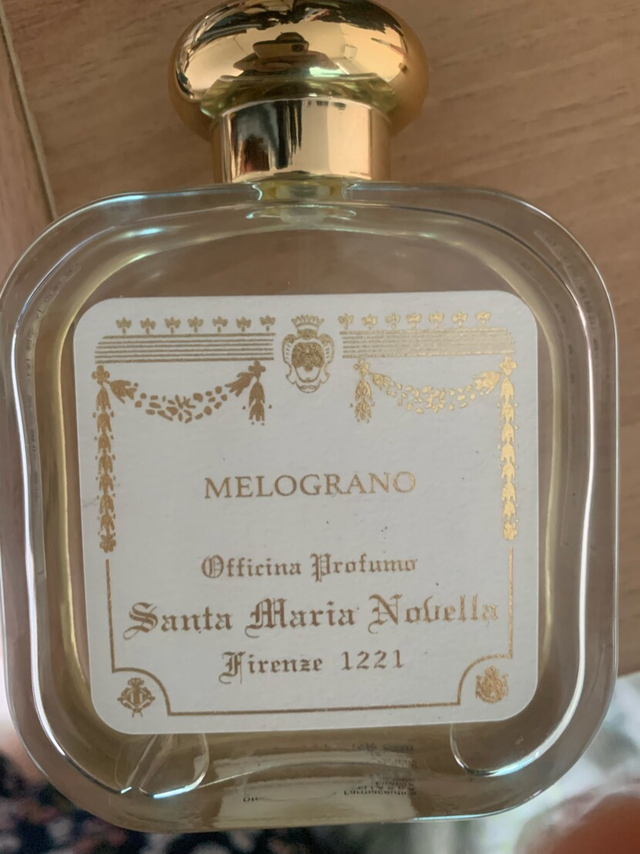 MELOGRANO
Officina Profumo
Santa Maria Novella
Firenze 1221